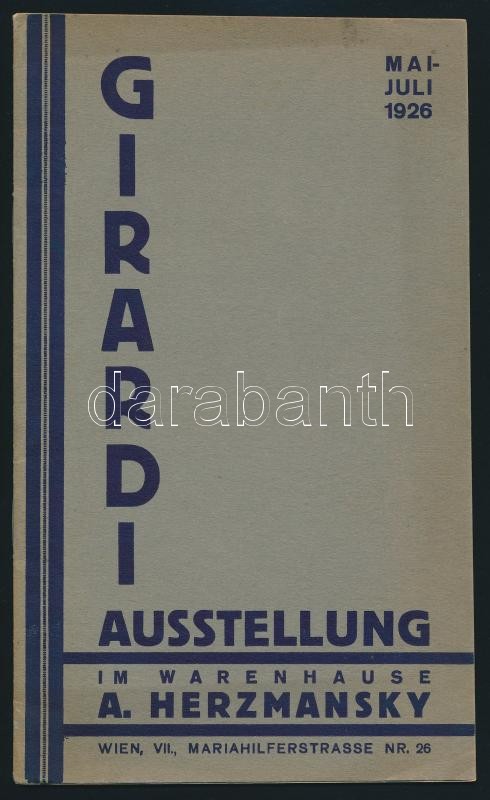 GIRARDI
MAI-
JULI
1926
darabanth
AUSSTELLUNG
IM WARENHAUSE
A. HERZMANSKY
WIEN, VII., MARIAHILFERSTRASSE NR. 26